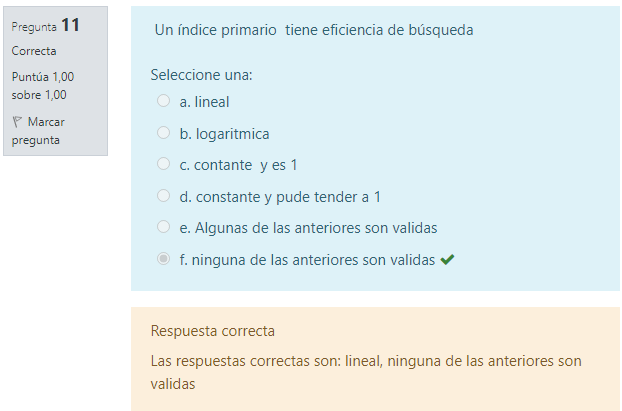 Pregunta 11
Correcta
Puntúa 1,00
sobre 1,00
Marcar
pregunta
Un índice primario tiene eficiencia de búsqueda
Seleccione una:
a. lineal
b. logaritmica
c. contante y es 1
d. constante y pude tender a 1
e. Algunas de las anteriores son validas
f. ninguna de las anteriores son validas
Respuesta correcta
Las respuestas correctas son: lineal, ninguna de las anteriores son
validas